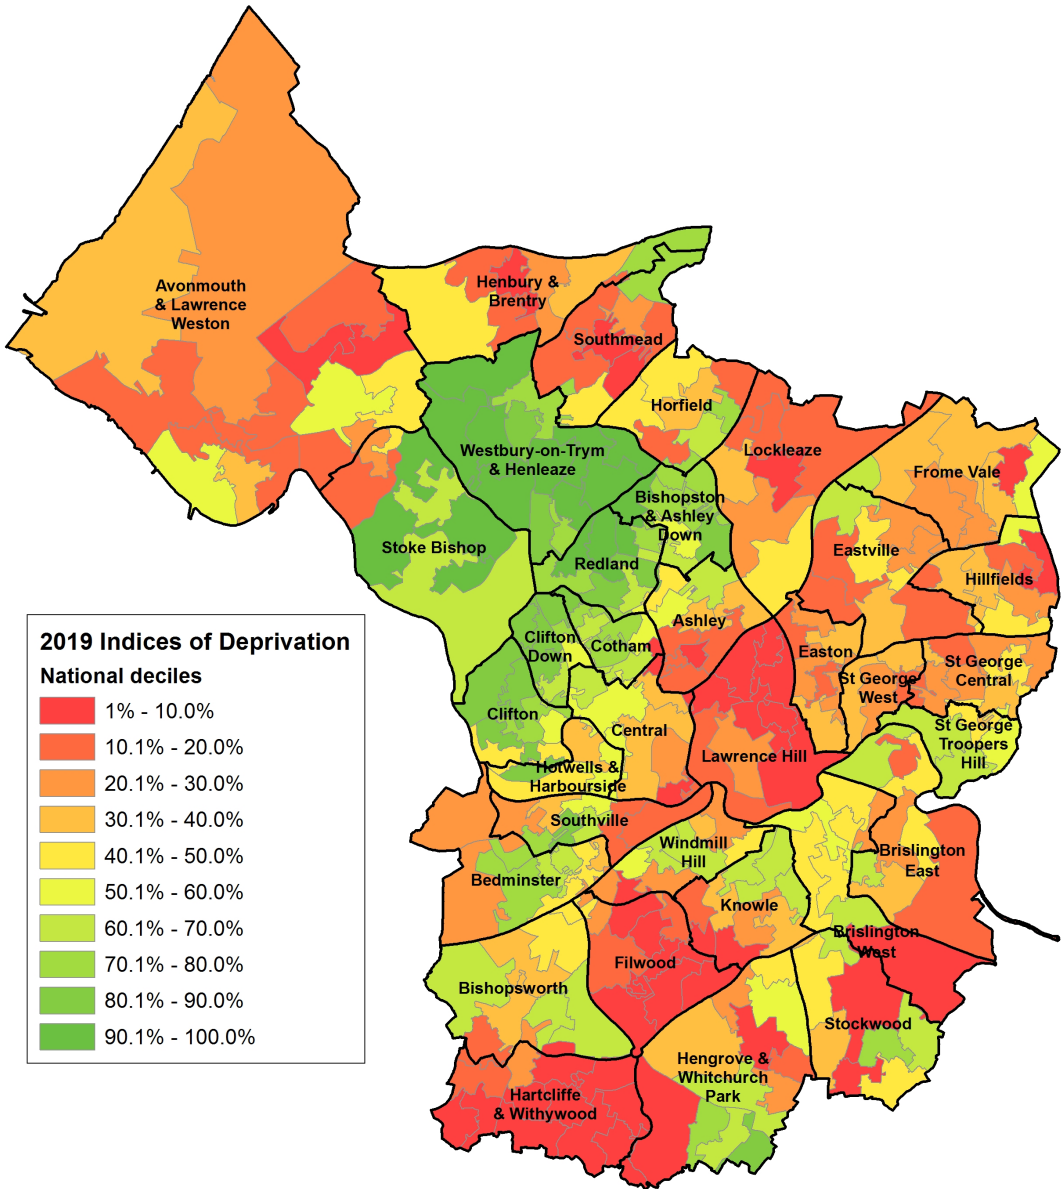 Avonmouth
& Lawrence
Weston
Henbury &
Brentry
Southmead
Horfield
Lockleaze
Westbury-on-Trym
& Henleaze
Frome Vale
Bishopston
& Ashley
Down
Stoke Bishop
Redland
Eastville
Hillfields
Ashley
Clifton
Down
Cotham
Easton
St George
West
St George
Central
Clifton
Central
St George
Troopers
Hill
Lawrence Hill
Hotwells &
Harbourside
Southville
Windmill
Hill
Brislington
East
Bedminster
Knowle
Brislington
West
Filwood
Bishopsworth
Stockwood
Hengrove &
Whitchurch
Park
Hartcliffe
& Withywood
2019 Indices of Deprivation
National deciles
1% - 10.0%
10.1% - 20.0%
20.1% - 30.0%
30.1% - 40.0%
40.1% - 50.0%
50.1% - 60.0%
60.1% - 70.0%
70.1% - 80.0%
80.1% - 90.0%
90.1% - 100.0%